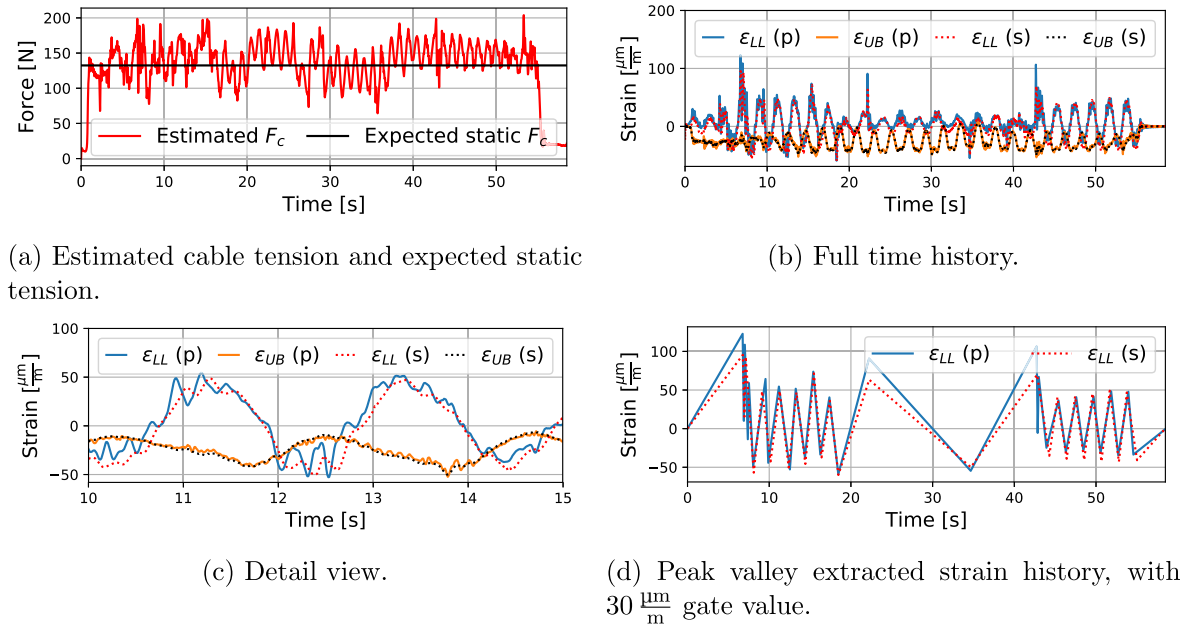 200
150
100
50
0
Force [N]
Estimated F_c
Expected static F_c
0 10 20 30 40 50
Time [s]
(a) Estimated cable tension and expected static
tension.
200
100
0
Strain [μm/m]
ε_LL (p) ε_UB (p) ε_LL (s) ε_UB (s)
0 10 20 30 40 50
Time [s]
(b) Full time history.
100
50
0
−50
Strain [μm/m]
ε_LL (p) ε_UB (p) ε_LL (s) ε_UB (s)
10 11 12 13 14 15
Time [s]
(c) Detail view.
100
50
0
−50
Strain [μm/m]
ε_LL (p) ε_LL (s)
0 10 20 30 40 50
Time [s]
(d) Peak valley extracted strain history, with
30 μm/m gate value.